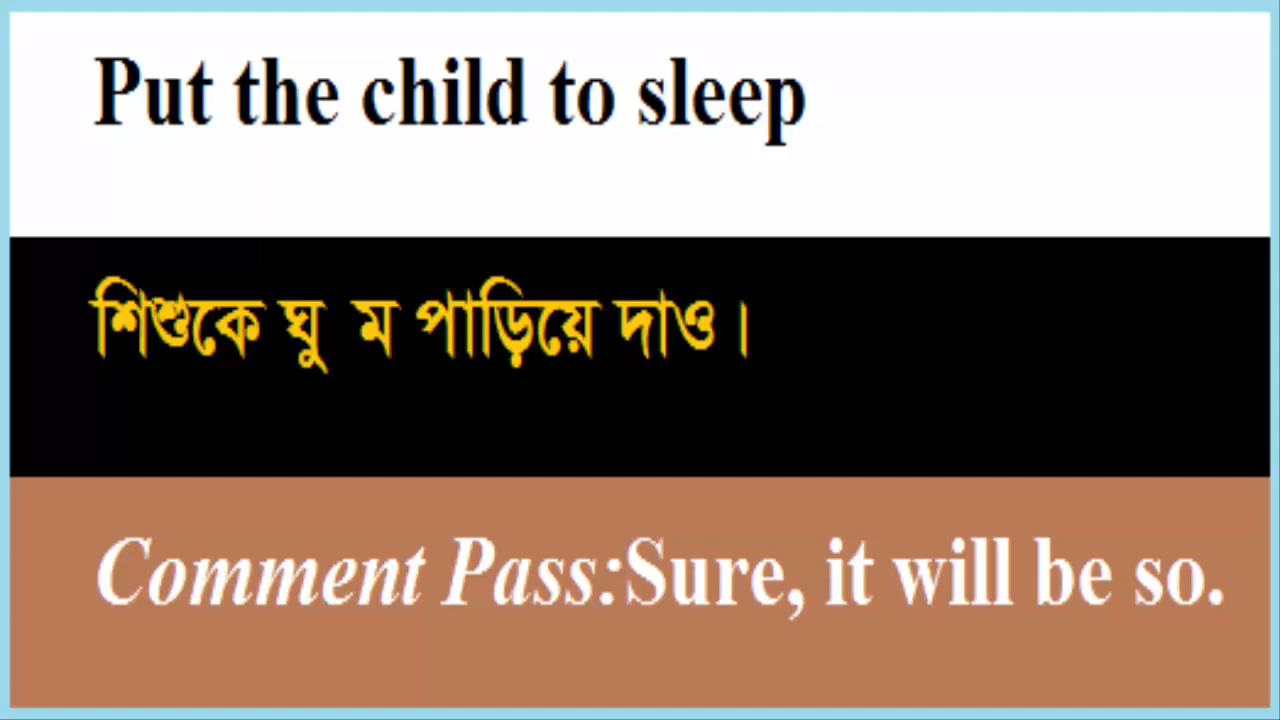 Put the child to sleep
শিশুকে ঘু ম পাড়িয়ে দাও।
Comment Pass:Sure, it will be so.